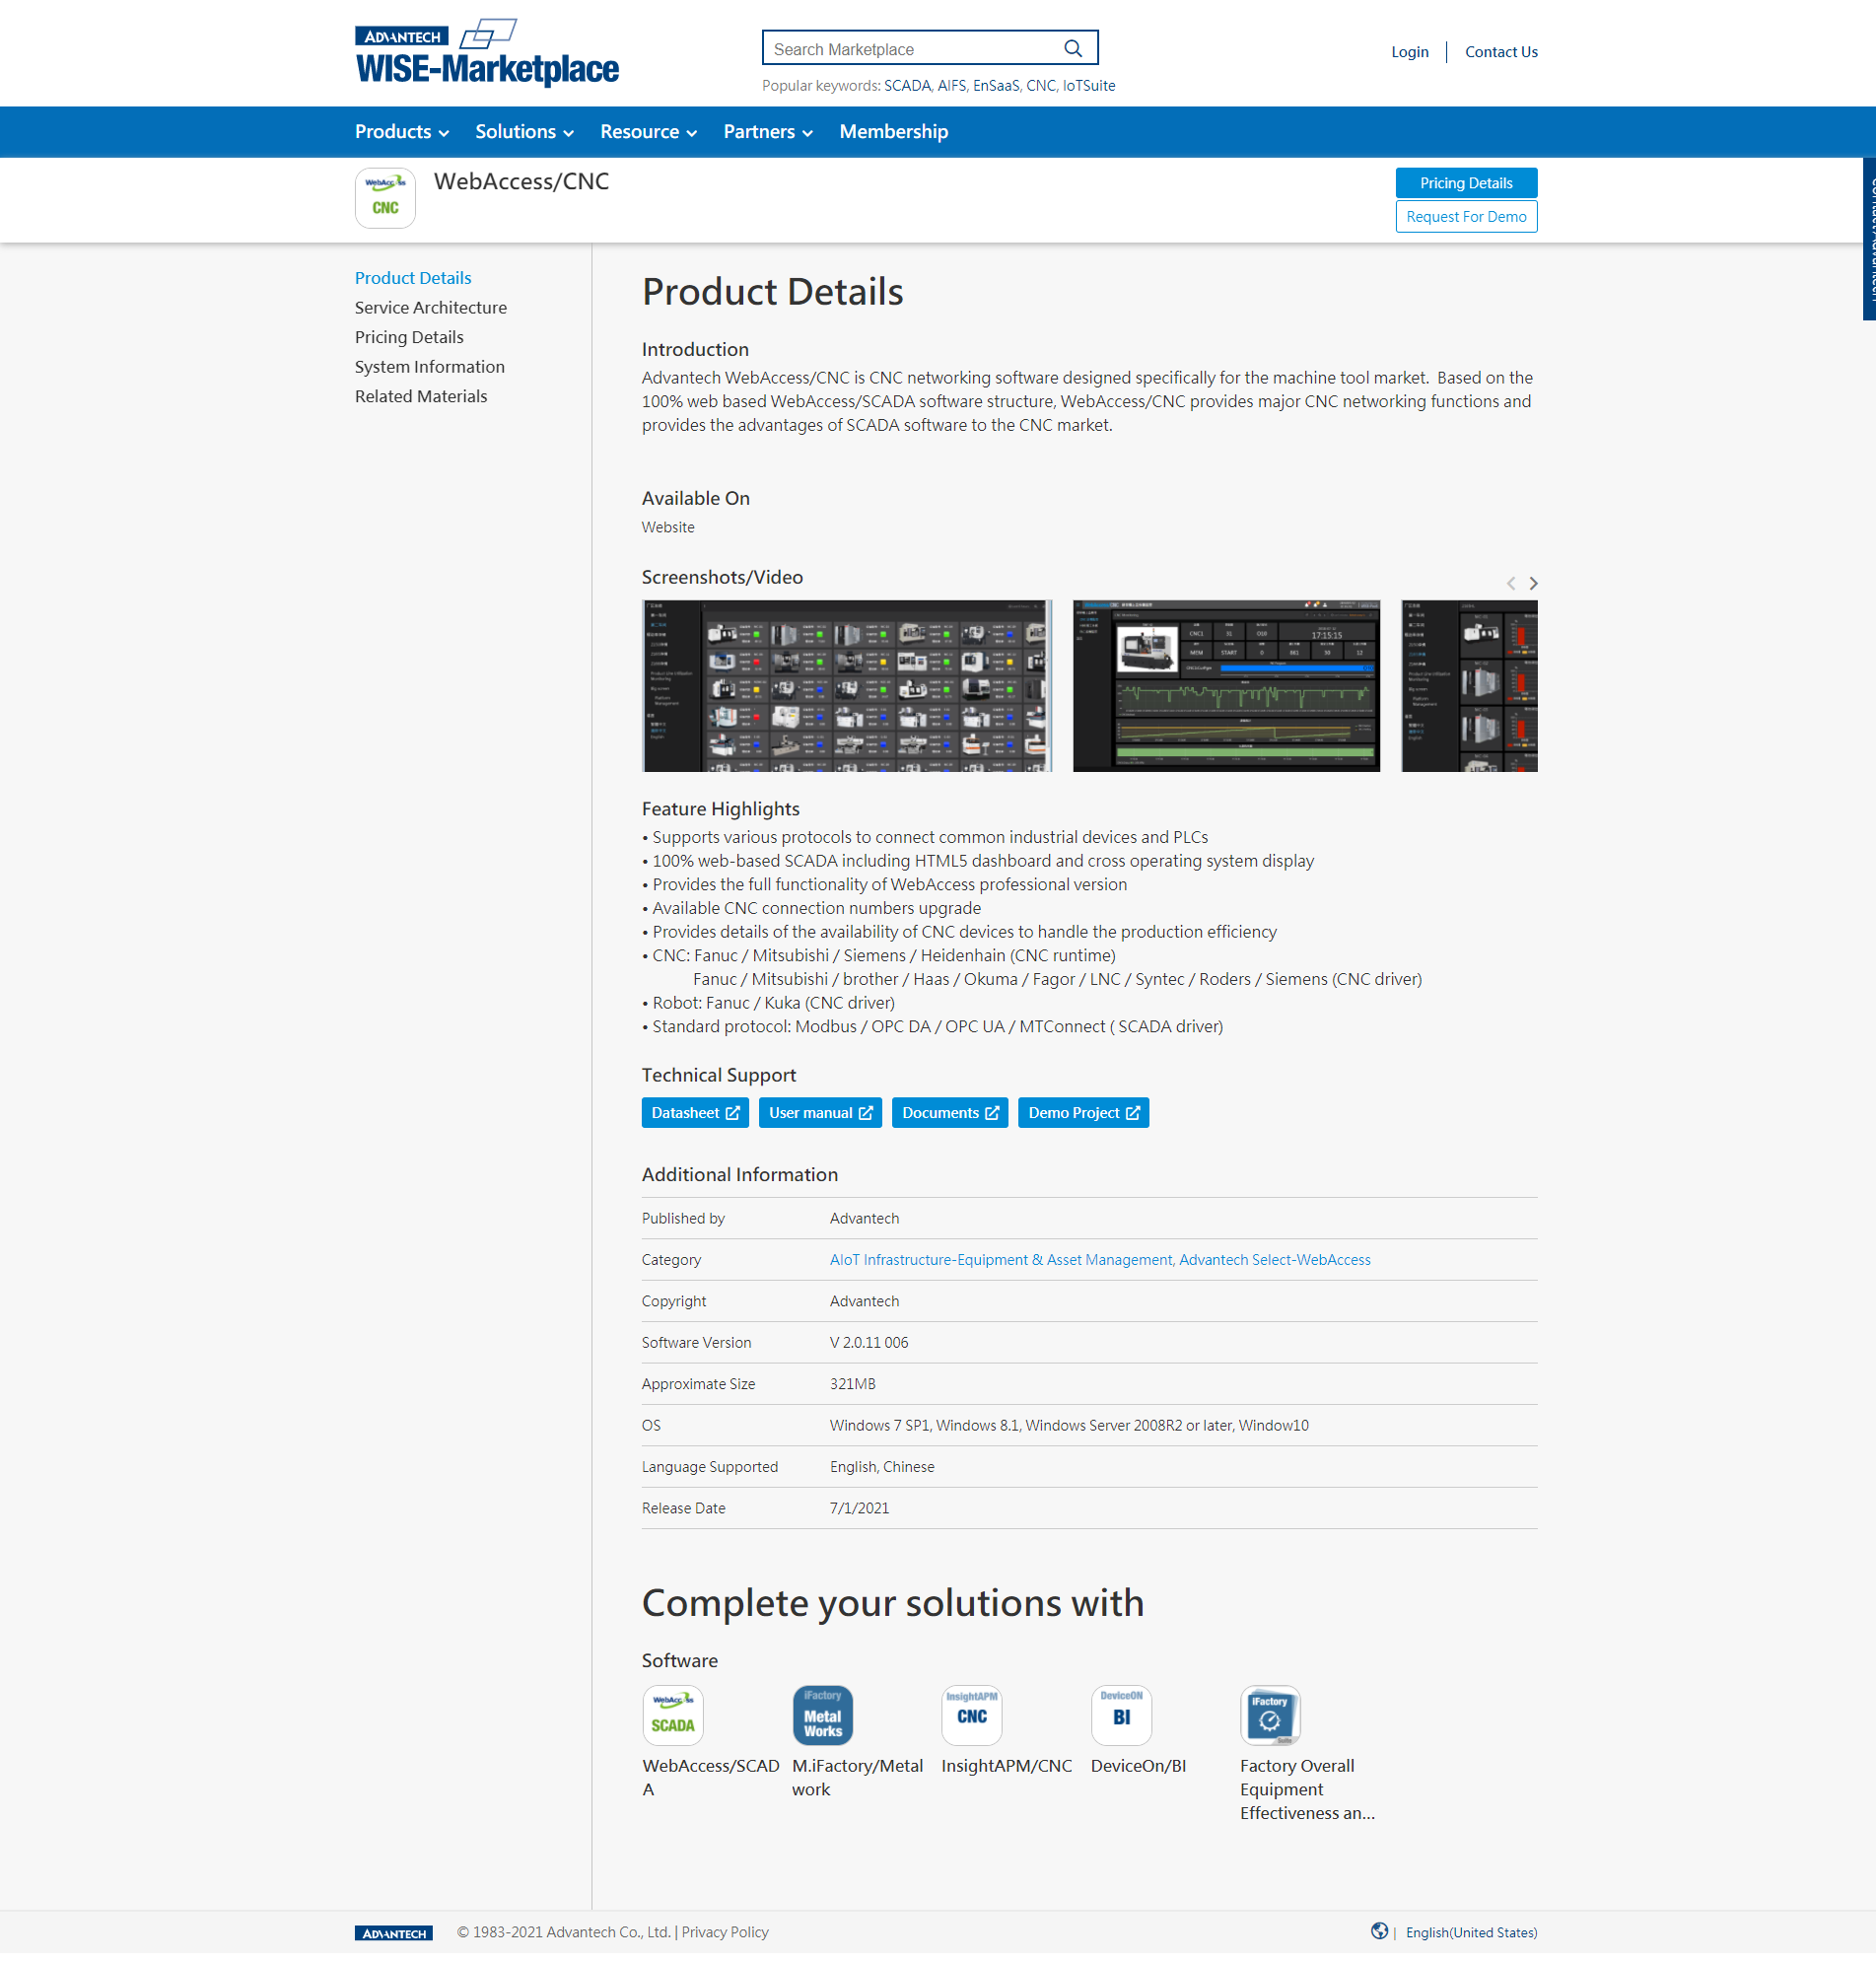 ADVANTECH
WISE-Marketplace
Search Marketplace
Popular keywords: SCADA, AIFS, EnSaaS, CNC, IoTSuite
Login
Contact Us
Products
Solutions
Resource
Partners
Membership
WebAccess
CNC
WebAccess/CNC
Pricing Details
Request For Demo
Product Details
Service Architecture
Pricing Details
System Information
Related Materials
Product Details
Introduction
Advantech WebAccess/CNC is CNC networking software designed specifically for the machine tool market.  Based on the
100% web based WebAccess/SCADA software structure, WebAccess/CNC provides major CNC networking functions and
provides the advantages of SCADA software to the CNC market.
Available On
Website
Screenshots/Video
CNC1
31
O10
17:15:15
MEM
START
0
Feature Highlights
• Supports various protocols to connect common industrial devices and PLCs
• 100% web-based SCADA including HTML5 dashboard and cross operating system display
• Provides the full functionality of WebAccess professional version
• Available CNC connection numbers upgrade
• Provides details of the availability of CNC devices to handle the production efficiency
• CNC: Fanuc / Mitsubishi / Siemens / Heidenhain (CNC runtime)
Fanuc / Mitsubishi / brother / Haas / Okuma / Fagor / LNC / Syntec / Roders / Siemens (CNC driver)
• Robot: Fanuc / Kuka (CNC driver)
• Standard protocol: Modbus / OPC DA / OPC UA / MTConnect ( SCADA driver)
Technical Support
Datasheet
User manual
Documents
Demo Project
Additional Information
Published by Advantech
Category AIoT Infrastructure-Equipment & Asset Management, Advantech Select-WebAccess
Copyright Advantech
Software Version V 2.0.11 006
Approximate Size 321MB
OS Windows 7 SP1, Windows 8.1, Windows Server 2008R2 or later, Window10
Language Supported English, Chinese
Release Date 7/1/2021
Complete your solutions with
Software
WebAccess
SCADA
iFactory
Metal
Works
InsightAPM
CNC
DeviceON
BI
iFactory
Suite
WebAccess/SCAD
A
M.iFactory/Metal
work
InsightAPM/CNC
DeviceOn/BI
Factory Overall
Equipment
Effectiveness an...
ADVANTECH
© 1983-2021 Advantech Co., Ltd. | Privacy Policy
| English(United States)